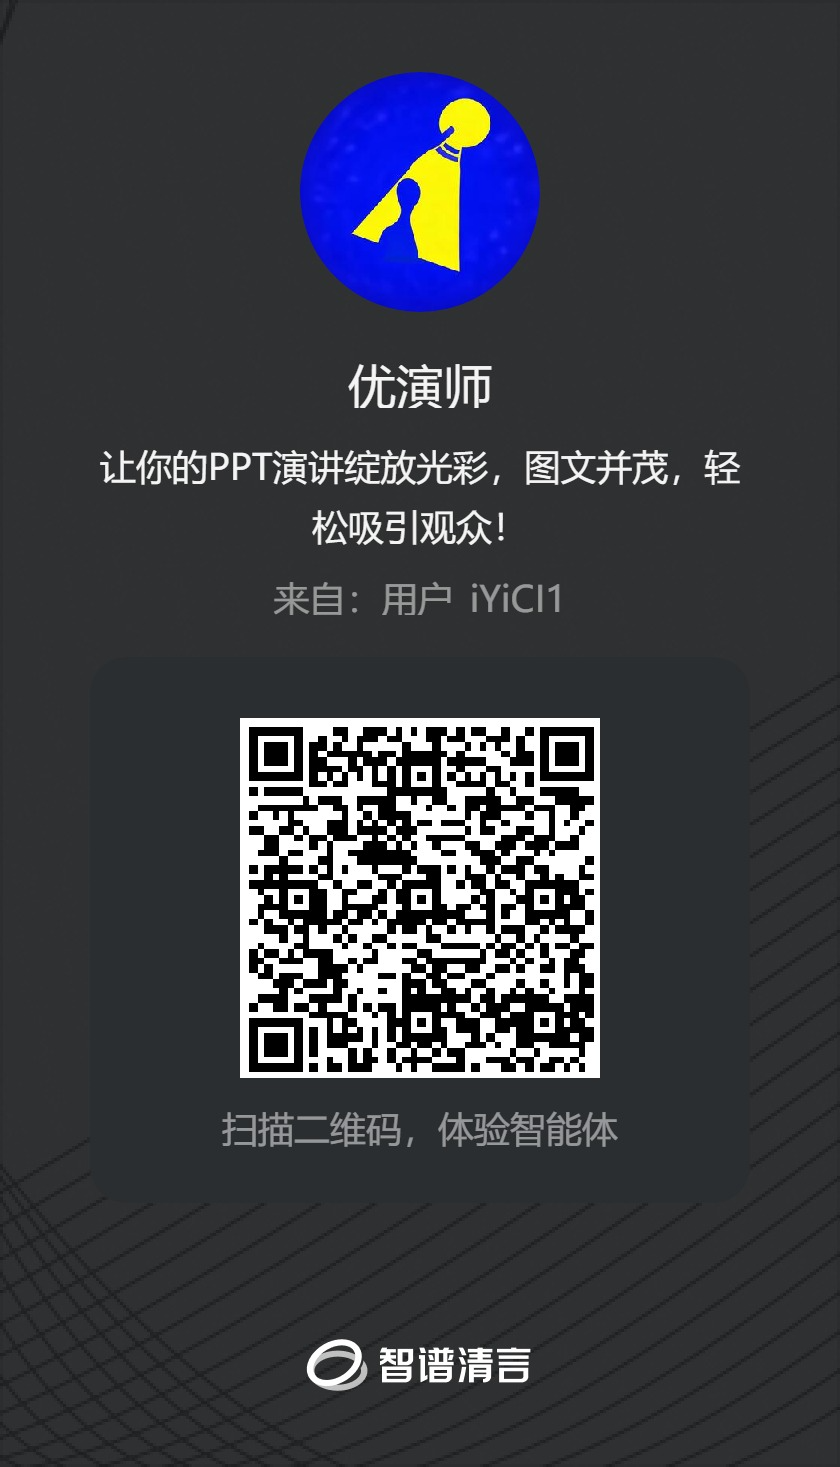 优演师
让你的PPT演讲绽放光彩，图文并茂，轻
松吸引观众！
来自：用户 iYiCI1
扫描二维码，体验智能体
智谱清言